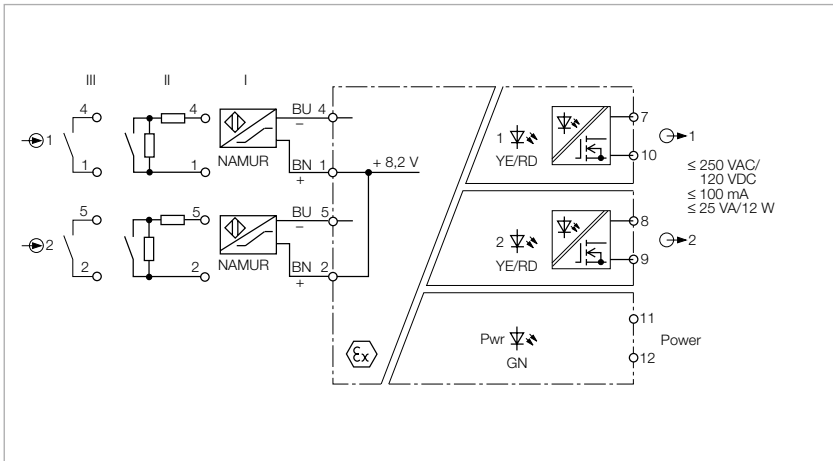 III II I
4 4 BU 4
–
1
1 1 NAMUR BN 1
+
+ 8,2 V
5 5 BU 5
–
2
2 2 NAMUR BN 2
+
Ex
1
YE/RD
7
10
1
≤ 250 VAC/
120 VDC
≤ 100 mA
≤ 25 VA/12 W
2
YE/RD
8
9
2
Pwr
GN
11
12
Power